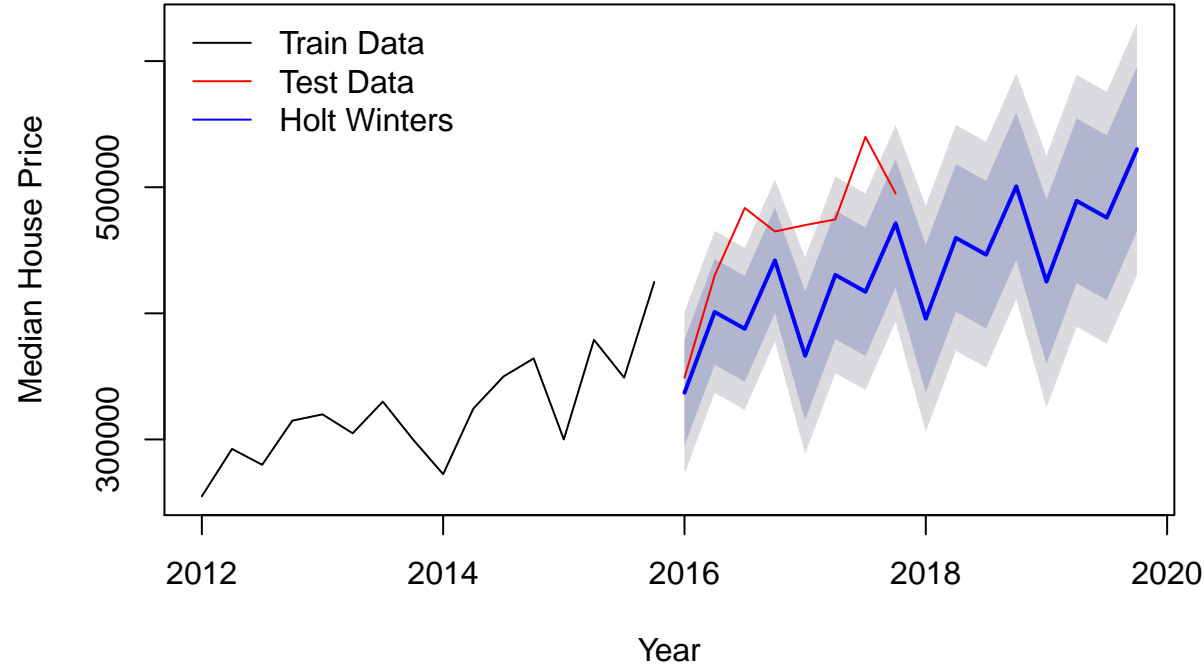 Train Data
Test Data
Holt Winters
Median House Price
500000
300000
2012 2014 2016 2018 2020
Year